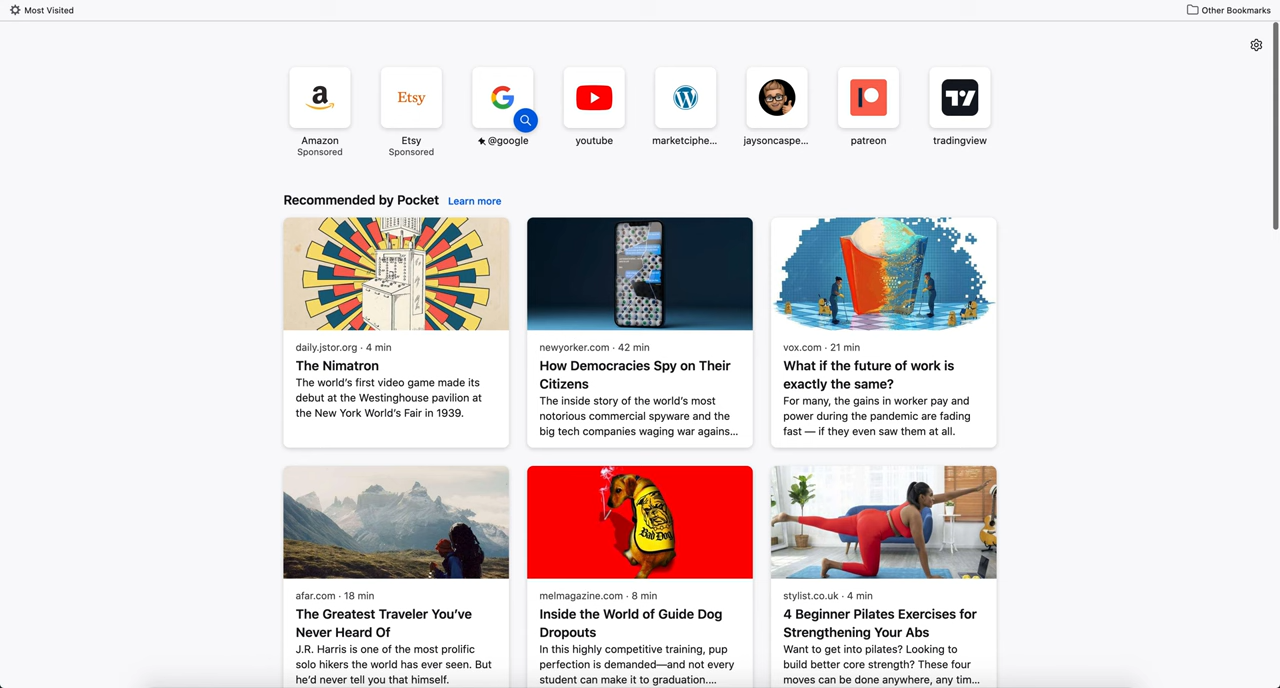 Most Visited
Other Bookmarks
a
Etsy
Amazon
Sponsored
Etsy
Sponsored
@google
youtube
marketciphe...
jaysoncaspe...
patreon
tradingview
Recommended by Pocket Learn more
daily.jstor.org · 4 min
The Nimatron
The world's first video game made its
debut at the Westinghouse pavilion at
the New York World's Fair in 1939.
newyorker.com · 42 min
How Democracies Spy on Their
Citizens
The inside story of the world's most
notorious commercial spyware and the
big tech companies waging war agains...
vox.com · 21 min
What if the future of work is
exactly the same?
For many, the gains in worker pay and
power during the pandemic are fading
fast — if they even saw them at all.
Bad Dog
afar.com · 18 min
The Greatest Traveler You've
Never Heard Of
J.R. Harris is one of the most prolific
solo hikers the world has ever seen. But
he'd never tell you that himself.
melmagazine.com · 8 min
Inside the World of Guide Dog
Dropouts
In this highly competitive training, pup
perfection is demanded—and not every
student can make it to graduation....
stylist.co.uk · 4 min
4 Beginner Pilates Exercises for
Strengthening Your Abs
Want to get into pilates? Looking to
build better core strength? These four
moves can be done anywhere, any tim...